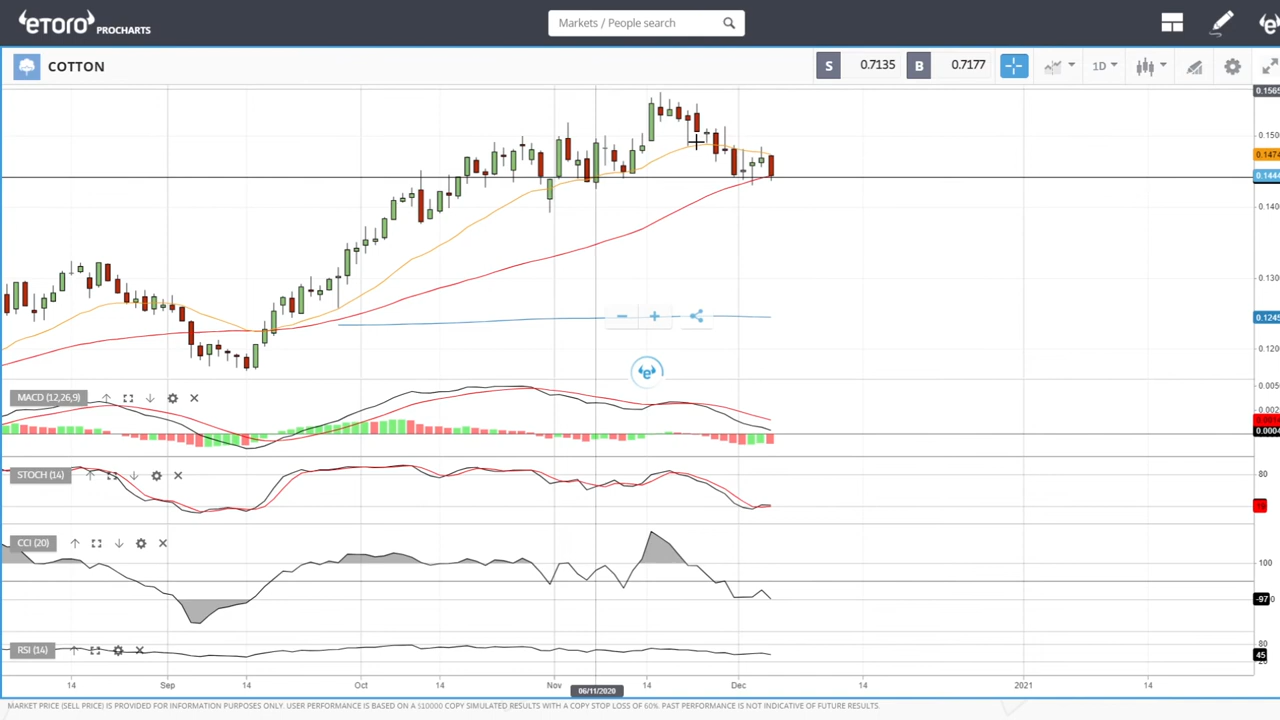 eTORO PROCHARTS
Markets / People search
COTTON
S 0.7135 B 0.7177
1D
0.1565
0.150
0.1474
0.1444
0.140
0.130
0.1245
0.120
MACD (12,26,9)
0.005
0.002
0.0004
STOCH (14)
80
CCI (20)
100
-97
RSI (14)
80
45
20
14 Sep 14 Oct 14 Nov 06/11/2020 14 Dec 14 2021 14
MARKET PRICE (SELL PRICE) IS PROVIDED FOR INFORMATION PURPOSES ONLY. USER PERFORMANCE IS BASED ON A $10000 COPY SIMULATED RESULTS WITH A COPY STOP LOSS OF 60%. PAST PERFORMANCE IS NOT INDICATIVE OF FUTURE RESULTS.